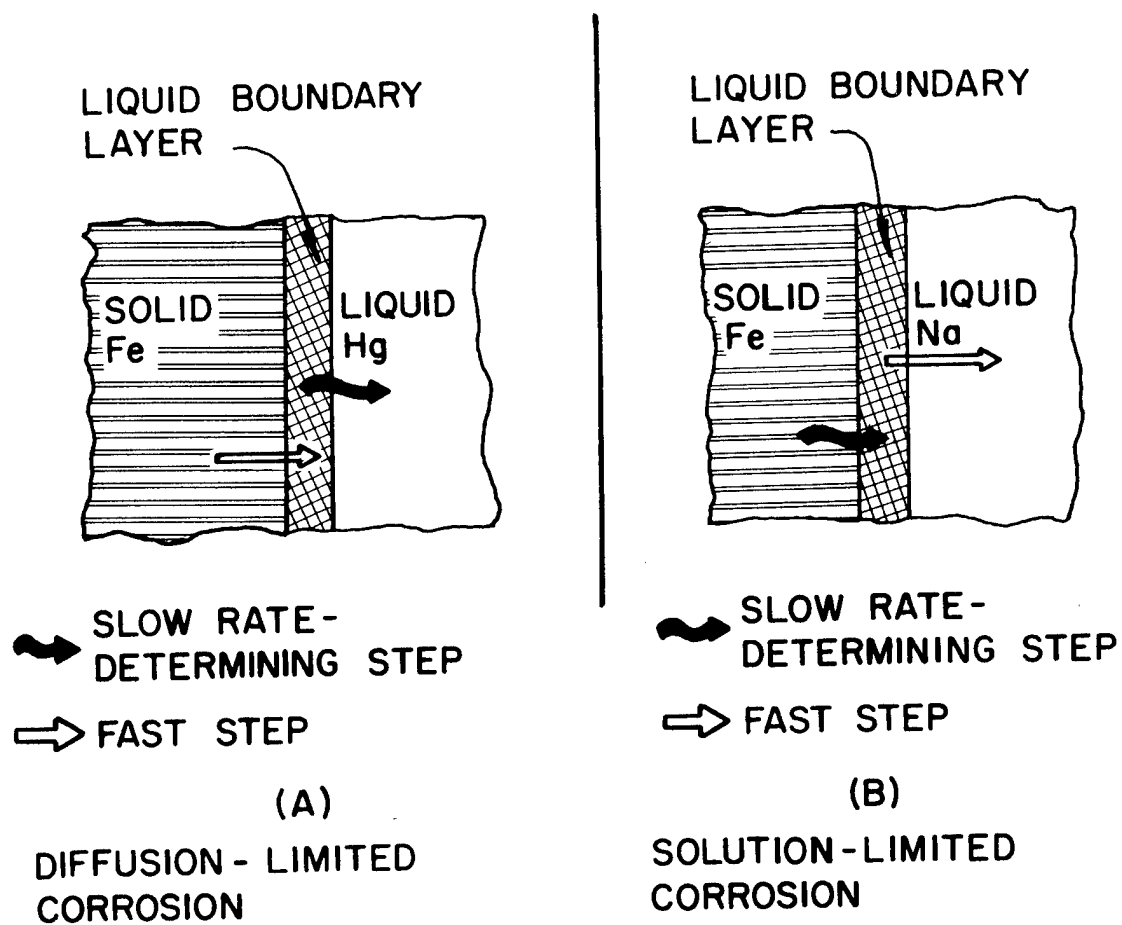 LIQUID BOUNDARY
LAYER
SOLID
Fe
LIQUID
Hg
SLOW RATE-
DETERMINING STEP
FAST STEP
(A)
DIFFUSION - LIMITED
CORROSION
LIQUID BOUNDARY
LAYER
SOLID
Fe
LIQUID
Na
SLOW RATE-
DETERMINING STEP
FAST STEP
(B)
SOLUTION - LIMITED
CORROSION